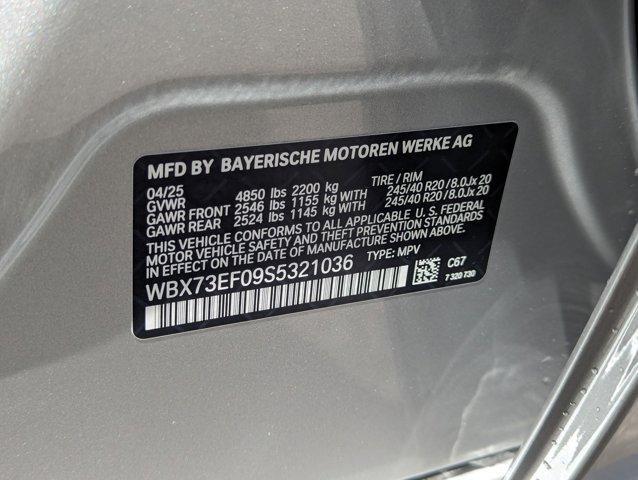 MFD BY BAYERISCHE MOTOREN WERKE AG
04/25 TIRE / RIM
GVWR 4850 lbs 2200 kg
GAWR FRONT 2546 lbs 1155 kg WITH 245/40 R20 / 8.0Jx 20
GAWR REAR 2524 lbs 1145 kg WITH 245/40 R20 / 8.0Jx 20
THIS VEHICLE CONFORMS TO ALL APPLICABLE U. S. FEDERAL
MOTOR VEHICLE SAFETY AND THEFT PREVENTION STANDARDS
IN EFFECT ON THE DATE OF MANUFACTURE SHOWN ABOVE.
WBX73EF09S5321036 TYPE: MPV
C67
7 320 730